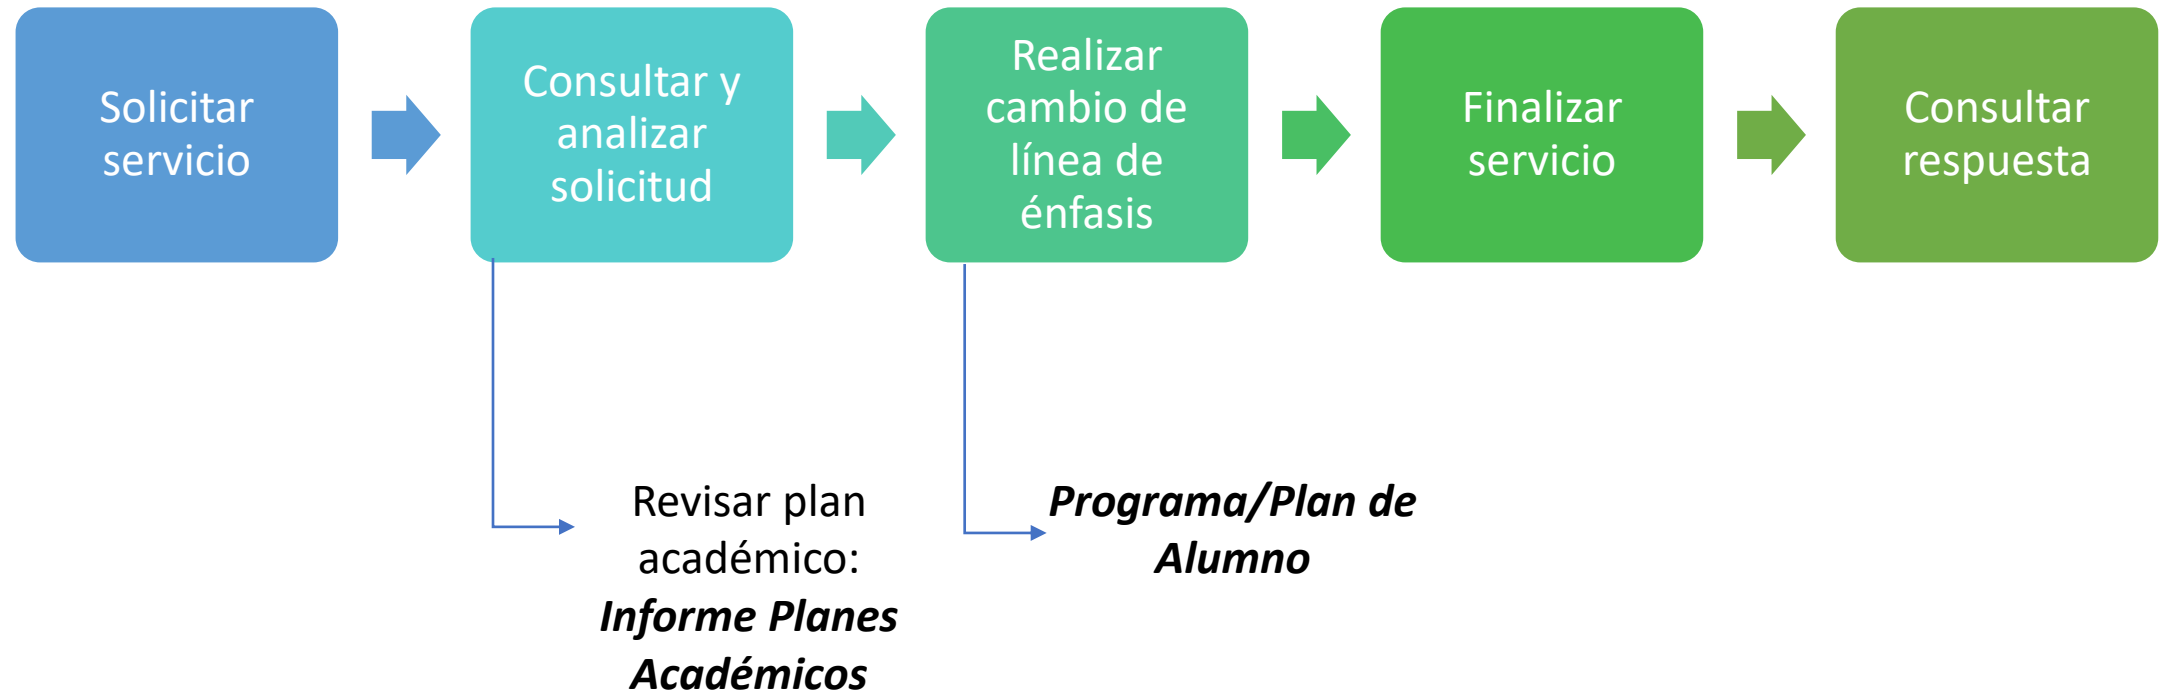 Solicitar
servicio
Consultar y
analizar
solicitud
Realizar
cambio de
línea de
énfasis
Finalizar
servicio
Consultar
respuesta
Revisar plan
académico:
Informe Planes
Académicos
Programa/Plan de
Alumno